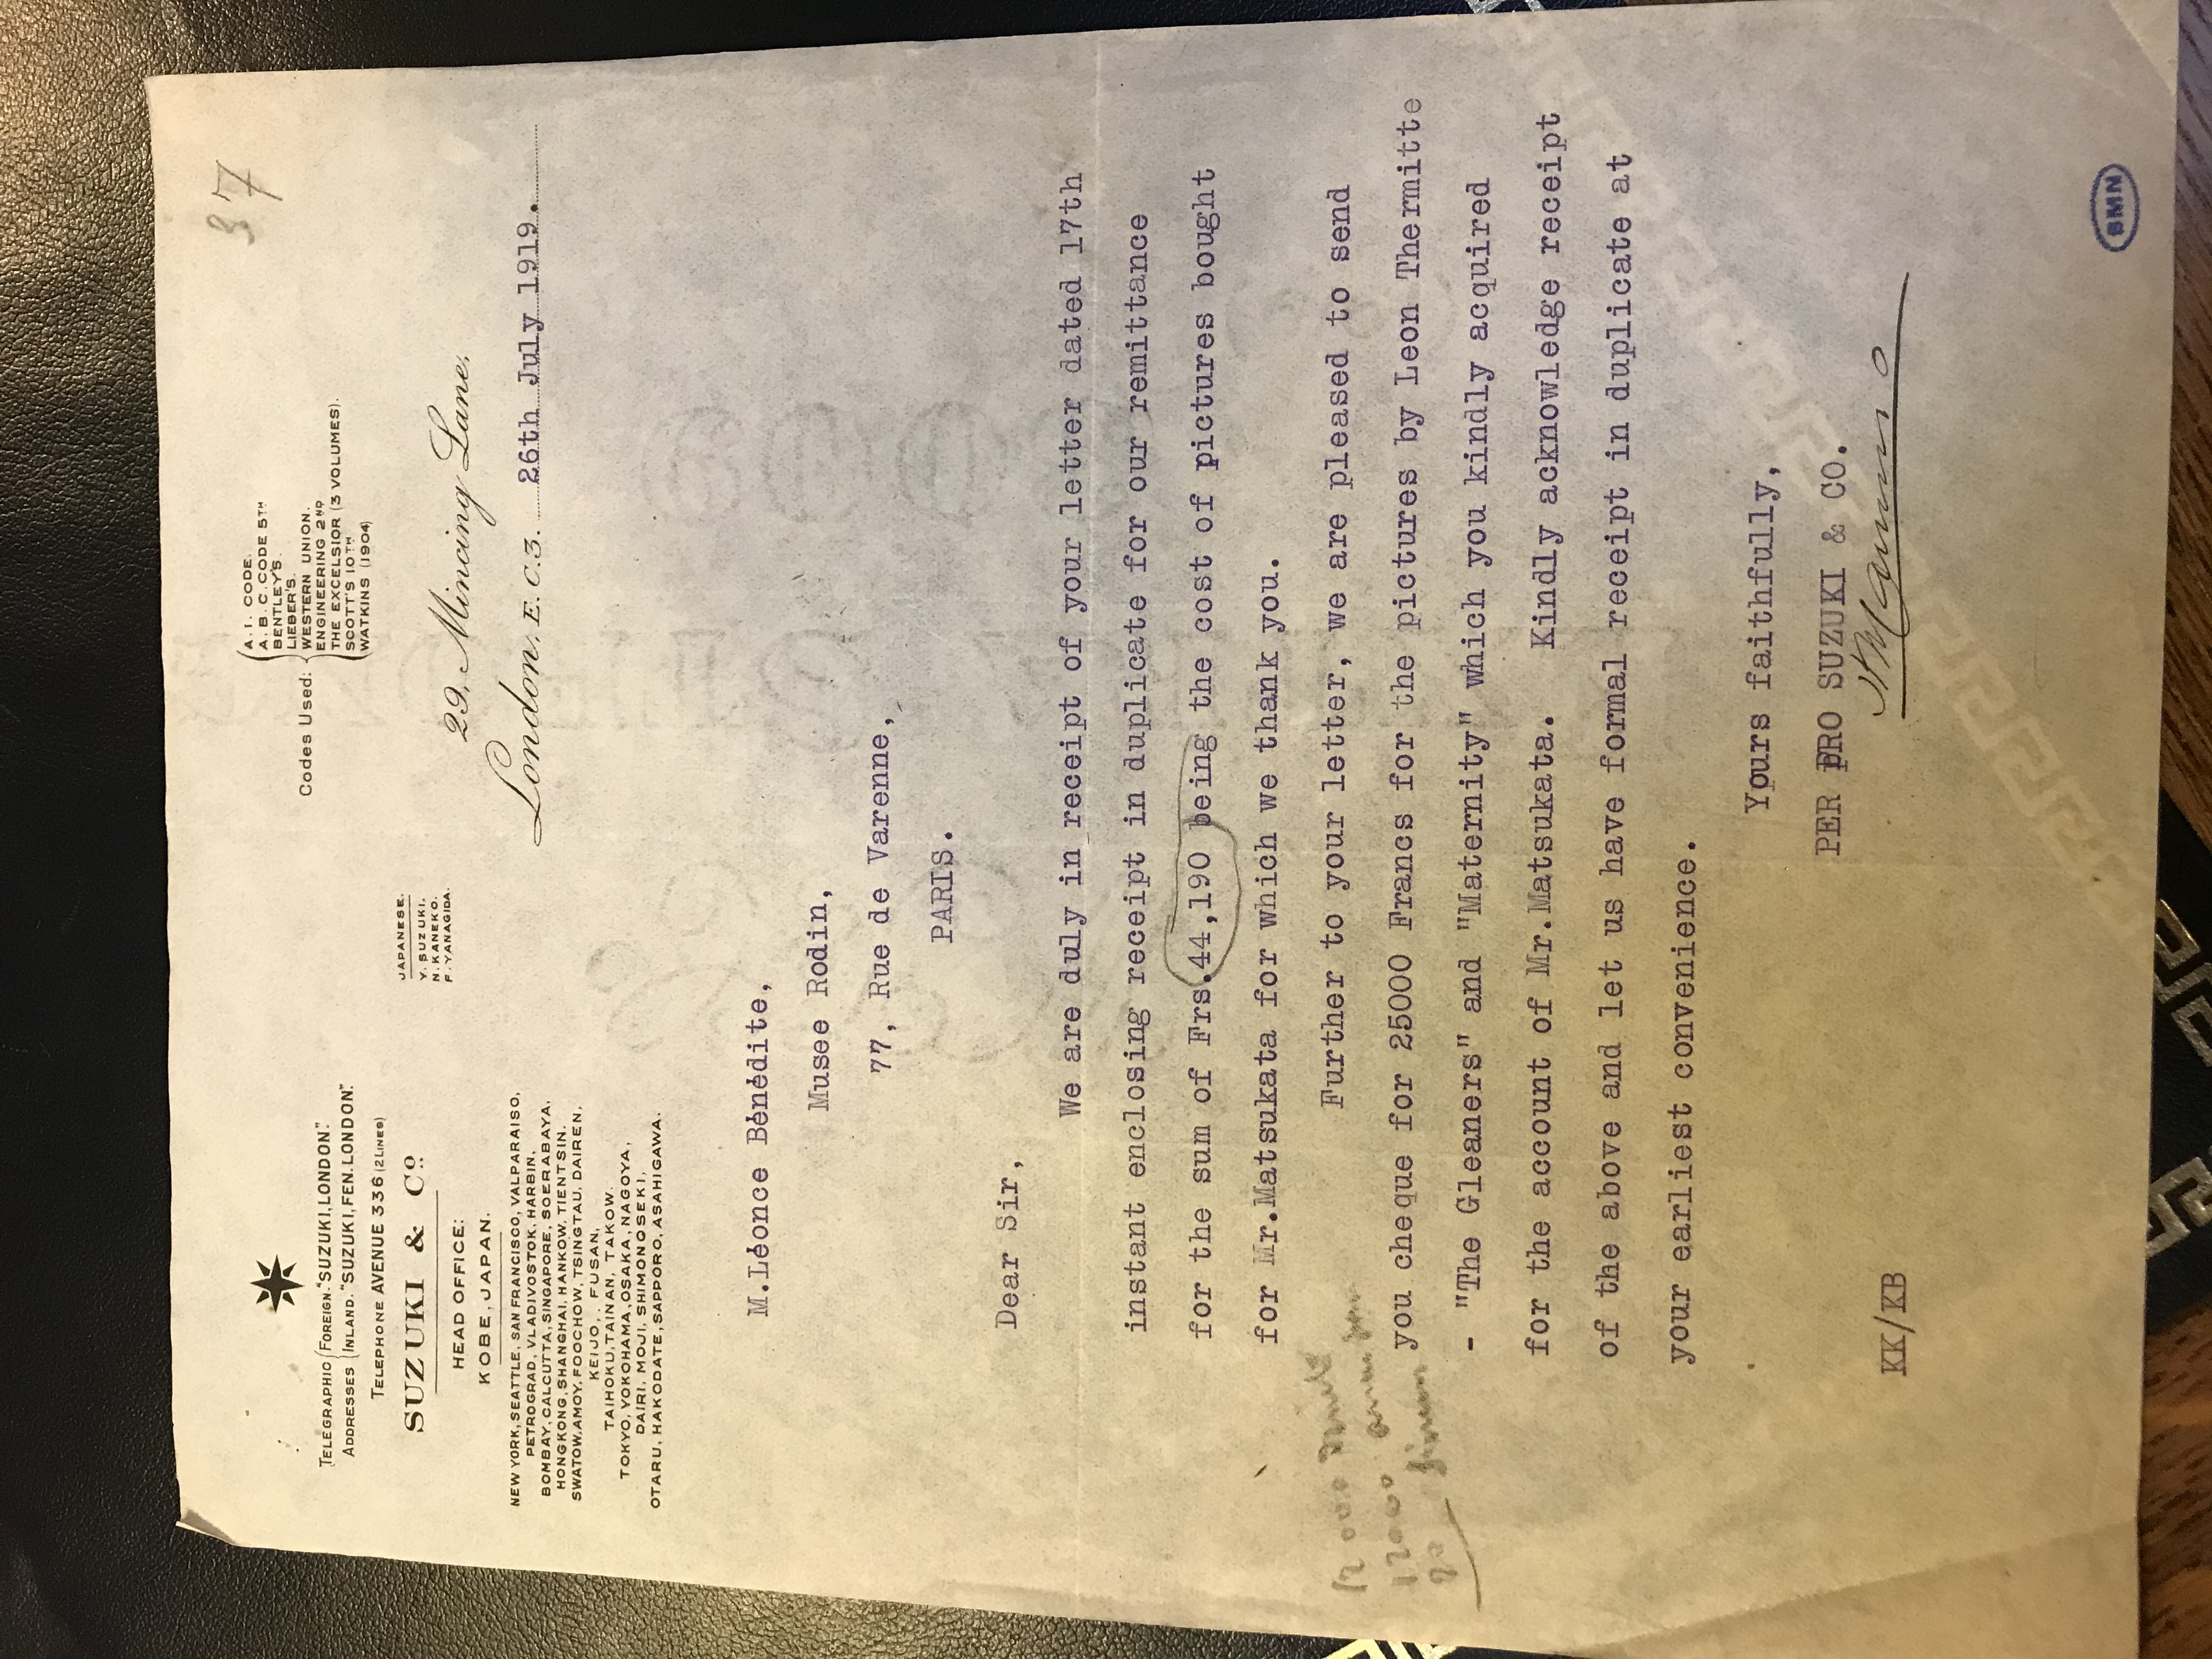 37
TELEGRAPHIC ADDRESSES { FOREIGN. "SUZUKI, LONDON".
INLAND. "SUZUKI, FEN. LONDON".
TELEPHONE AVENUE 336 (2 LINES)
SUZUKI & Co.
HEAD OFFICE:
KOBE, JAPAN.
NEW YORK, SEATTLE, SAN FRANCISCO, VALPARAISO,
PETROGRAD, VLADIVOSTOK, HARBIN,
BOMBAY, CALCUTTA, SINGAPORE, SOERABAYA,
HONGKONG, SHANGHAI, HANKOW, TIENTSIN.
SWATOW, AMOY, FOOCHOW, TSINGTAU, DAIREN,
KEIJO, FUSAN,
TAIHOKU, TAINAN, TAKOW.
TOKYO, YOKOHAMA, OSAKA, NAGOYA,
DAIRI, MOJI, SHIMONOSEKI,
OTARU, HAKODATE, SAPPORO, ASAHIGAWA.
JAPANESE.
Y. SUZUKI.
N. KANEKO.
F. YANAGIDA.
Codes Used: { A. I. CODE.
A. B. C. CODE 5TH
BENTLEY'S.
LIEBER'S.
WESTERN UNION.
ENGINEERING 2ND
THE EXCELSIOR (3 VOLUMES).
SCOTT'S 10TH
WATKINS (1904)
29, Mincing Lane,
London, E.C.3. 26th July 1919.
M.Léonce Bénédite,
Musee Rodin,
77, Rue de Varenne,
PARIS.
Dear Sir,
We are duly in receipt of your letter dated 17th
instant enclosing receipt in duplicate for our remittance
for the sum of Frs.44,190 being the cost of pictures bought
for Mr.Matsukata for which we thank you.
Further to your letter, we are pleased to send
you cheque for 25000 Francs for the pictures by Leon Thermitte
- "The Gleaners" and "Maternity" which you kindly acquired
for the account of Mr.Matsukata. Kindly acknowledge receipt
of the above and let us have formal receipt in duplicate at
your earliest convenience.
12000
Yours faithfully,
PER PRO SUZUKI & CO.
KK/KB
SMN